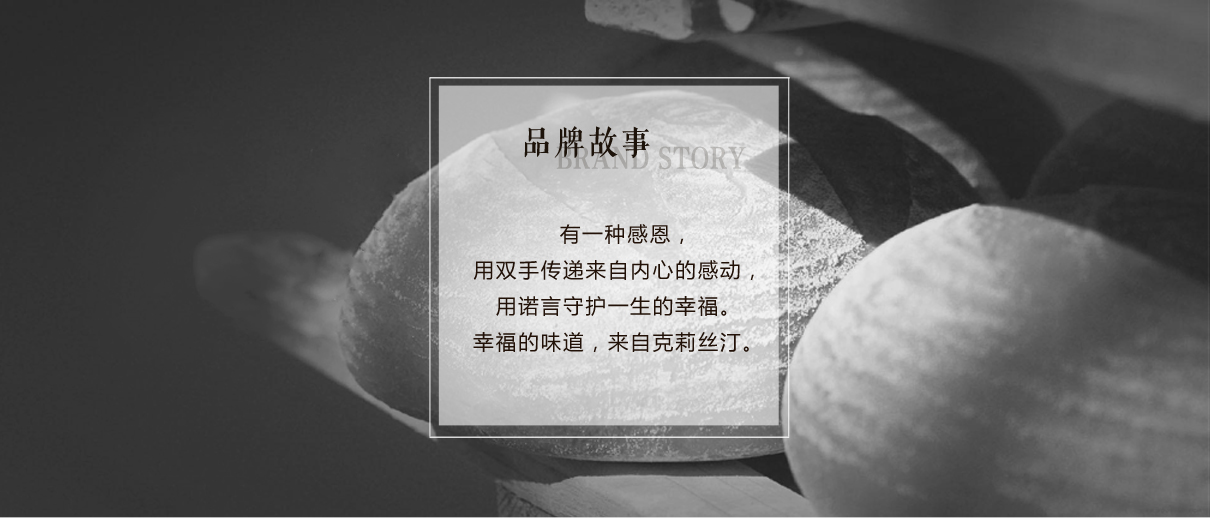 品牌故事
BRAND STORY
有一种感恩，
用双手传递来自内心的感动，
用诺言守护一生的幸福。
幸福的味道，来自克莉丝汀。